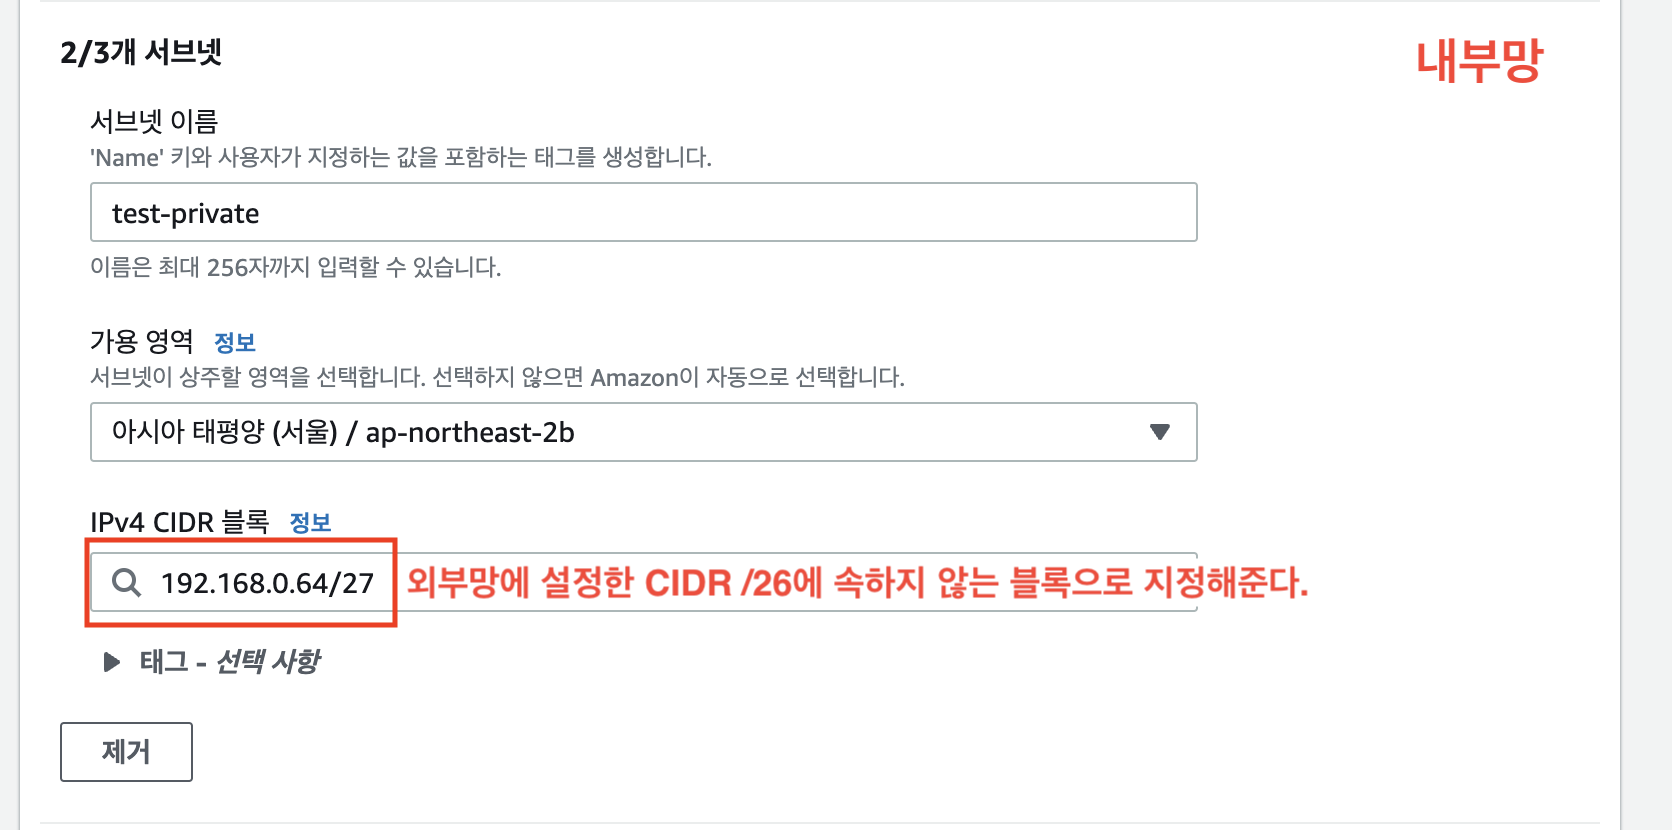 2/3개 서브넷
내부망
서브넷 이름
'Name' 키와 사용자가 지정하는 값을 포함하는 태그를 생성합니다.
test-private
이름은 최대 256자까지 입력할 수 있습니다.
가용 영역 정보
서브넷이 상주할 영역을 선택합니다. 선택하지 않으면 Amazon이 자동으로 선택합니다.
아시아 태평양 (서울) / ap-northeast-2b
IPv4 CIDR 블록 정보
192.168.0.64/27 외부망에 설정한 CIDR /26에 속하지 않는 블록으로 지정해준다.
태그 - 선택 사항
제거